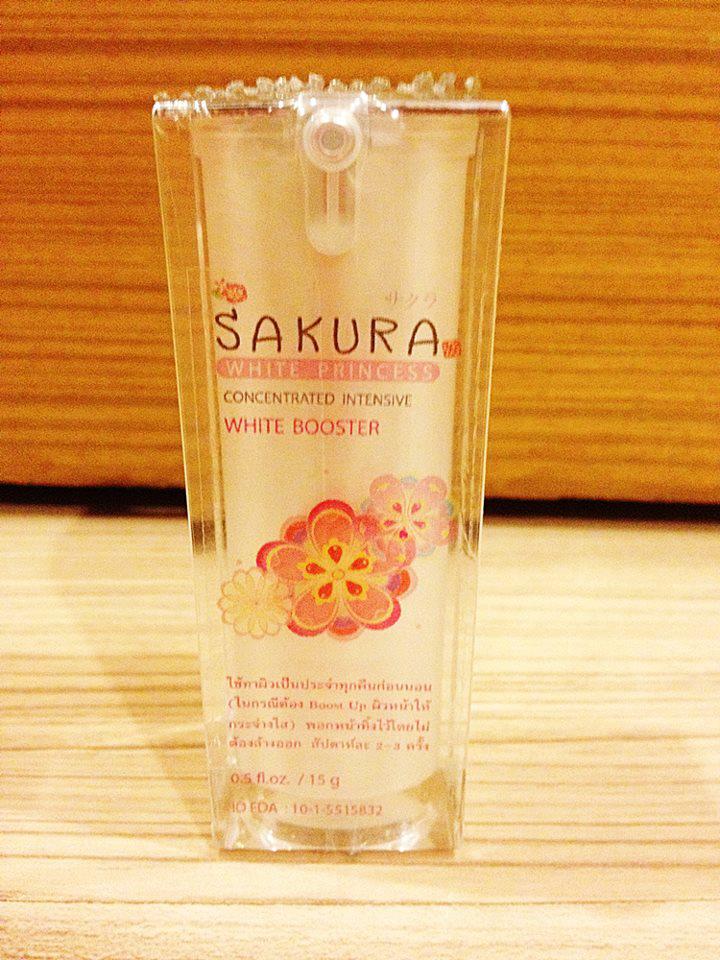 サクラ
SAKURA
WHITE PRINCESS
CONCENTRATED INTENSIVE
WHITE BOOSTER
ใช้ทาผิวเป็นประจำทุกคืนก่อนนอน
(ในกรณีต้อง Boost Up ผิวหน้าให้
กระจ่างใส) พอกหน้าทิ้งไว้โดยไม่
ต้องล้างออก สัปดาห์ละ 2-3 ครั้ง
0.5 fl.oz. / 15 g
FDA : 10-1-5515832